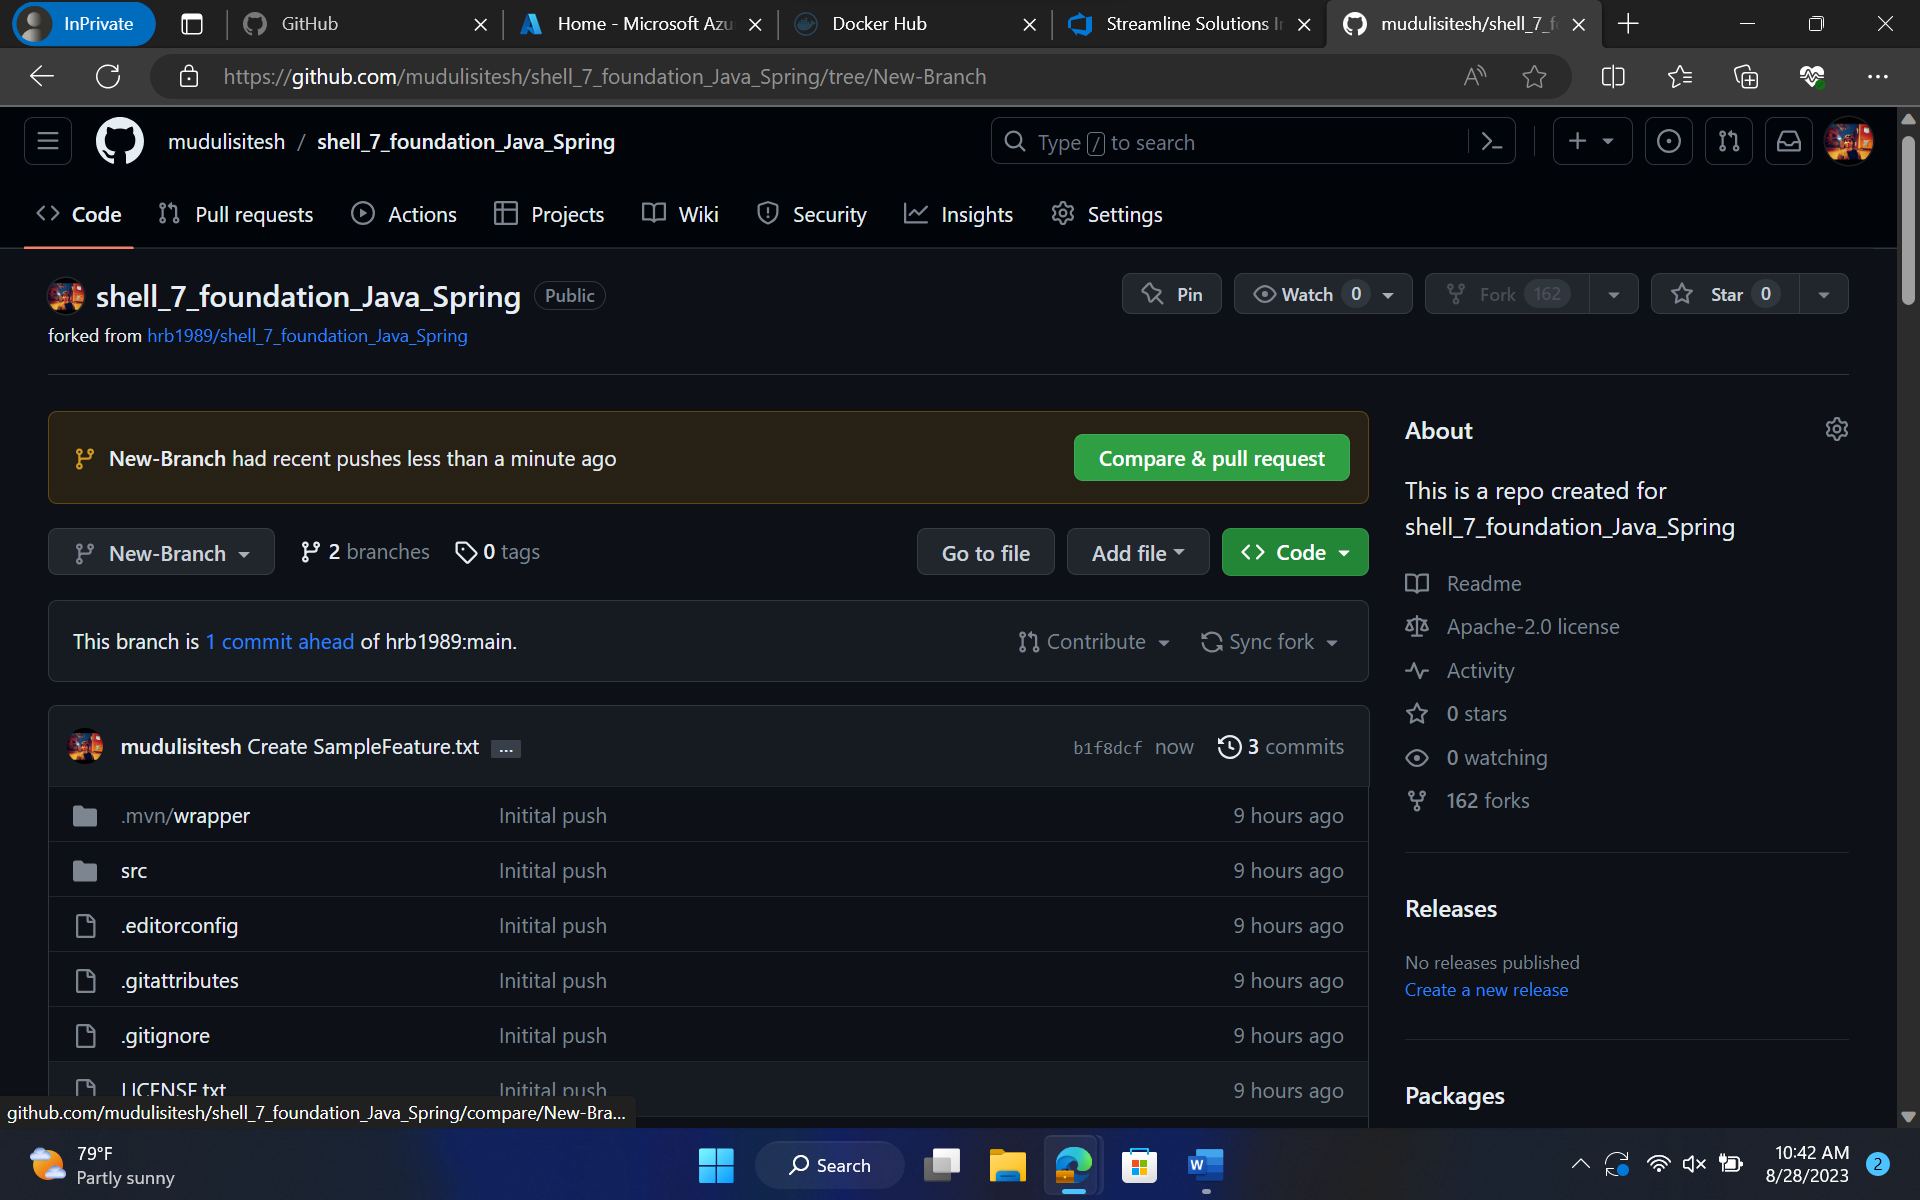 InPrivate
GitHub
Home - Microsoft Azu
Docker Hub
Streamline Solutions In
mudulisitesh/shell_7_fo
https://github.com/mudulisitesh/shell_7_foundation_Java_Spring/tree/New-Branch
mudulisitesh / shell_7_foundation_Java_Spring
Type / to search
Code
Pull requests
Actions
Projects
Wiki
Security
Insights
Settings
shell_7_foundation_Java_Spring Public
Pin
Watch 0
Fork 162
Star 0
forked from hrb1989/shell_7_foundation_Java_Spring
New-Branch had recent pushes less than a minute ago
Compare & pull request
New-Branch
2 branches
0 tags
Go to file
Add file
Code
This branch is 1 commit ahead of hrb1989:main.
Contribute
Sync fork
mudulisitesh Create SampleFeature.txt ...
b1f8dcf now
3 commits
.mvn/wrapper Initital push 9 hours ago
src Initital push 9 hours ago
.editorconfig Initital push 9 hours ago
.gitattributes Initital push 9 hours ago
.gitignore Initital push 9 hours ago
LICENSE.txt Initital push 9 hours ago
About
This is a repo created for
shell_7_foundation_Java_Spring
Readme
Apache-2.0 license
Activity
0 stars
0 watching
162 forks
Releases
No releases published
Create a new release
Packages
github.com/mudulisitesh/shell_7_foundation_Java_Spring/compare/New-Bra...
79°F
Partly sunny
Search
10:42 AM
8/28/2023
2